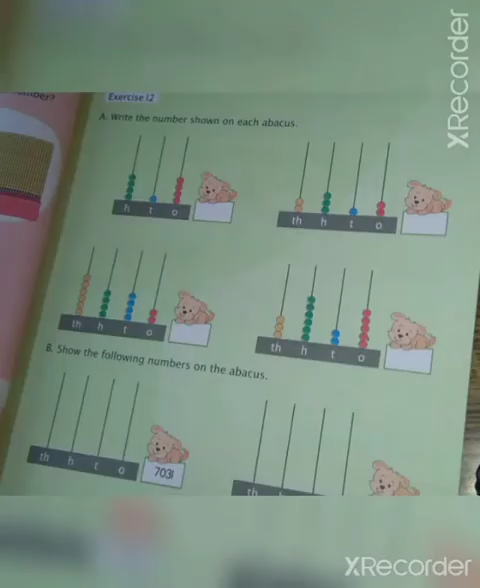 XRecorder
Exercise 12
A. Write the number shown on each abacus.
h t o
th h t o
th h t o
th h t o
B. Show the following numbers on the abacus.
th h t o
7031
th
XRecorder